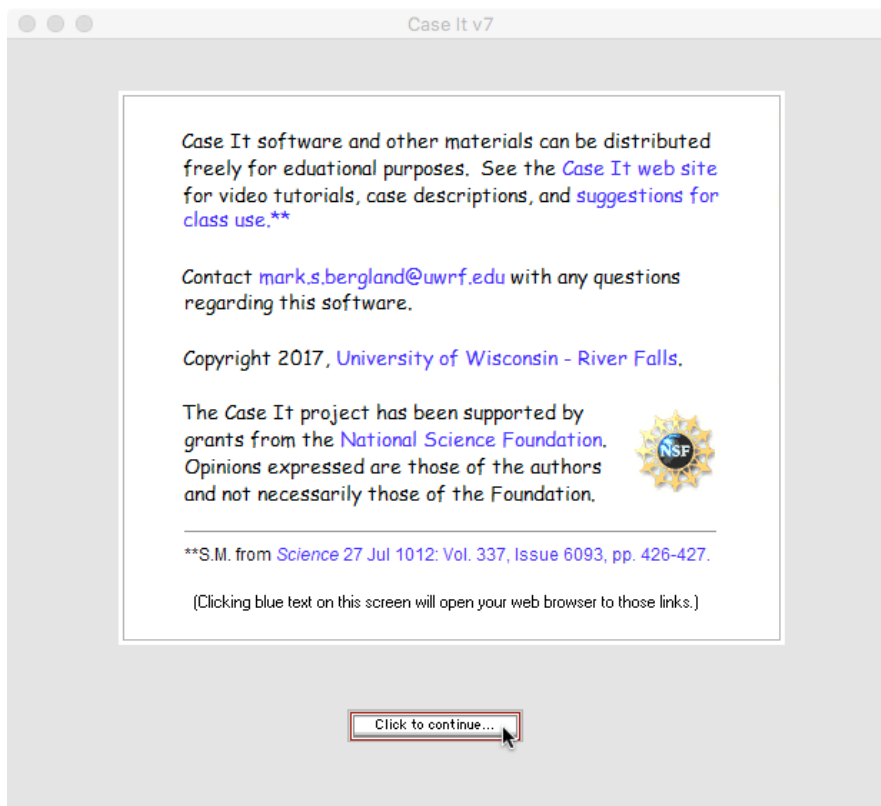 Case It v7
Case It software and other materials can be distributed
freely for eduational purposes. See the Case It web site
for video tutorials, case descriptions, and suggestions for
class use.**
Contact mark.s.bergland@uwrf.edu with any questions
regarding this software.
Copyright 2017, University of Wisconsin - River Falls.
The Case It project has been supported by
grants from the National Science Foundation.
Opinions expressed are those of the authors
and not necessarily those of the Foundation.
NSF
**S.M. from Science 27 Jul 1012: Vol. 337, Issue 6093, pp. 426-427.
(Clicking blue text on this screen will open your web browser to those links.)
Click to continue...